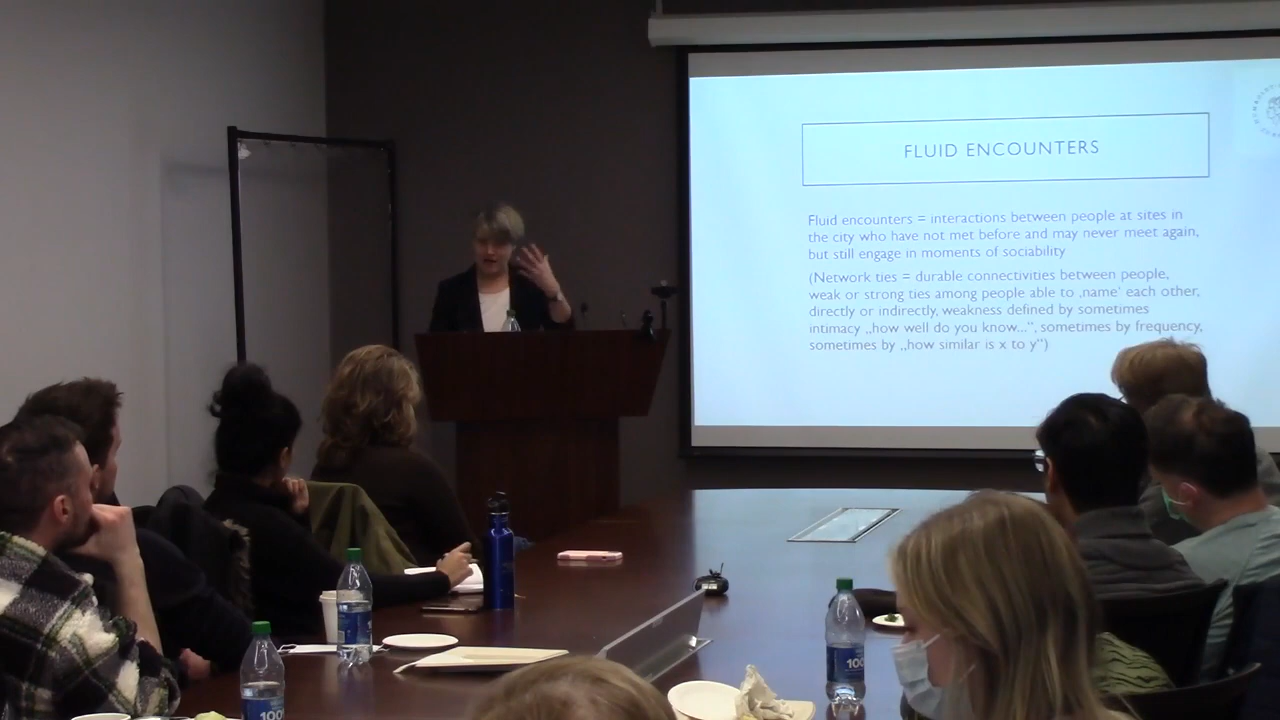 FLUID ENCOUNTERS
Fluid encounters = interactions between people at sites in
the city who have not met before and may never meet again,
but still engage in moments of sociability
(Network ties = durable connectivities between people,
weak or strong ties among people able to ‚name' each other,
directly or indirectly, weakness defined by sometimes
intimacy „how well do you know...", sometimes by frequency,
sometimes by „how similar is x to y")
100
100